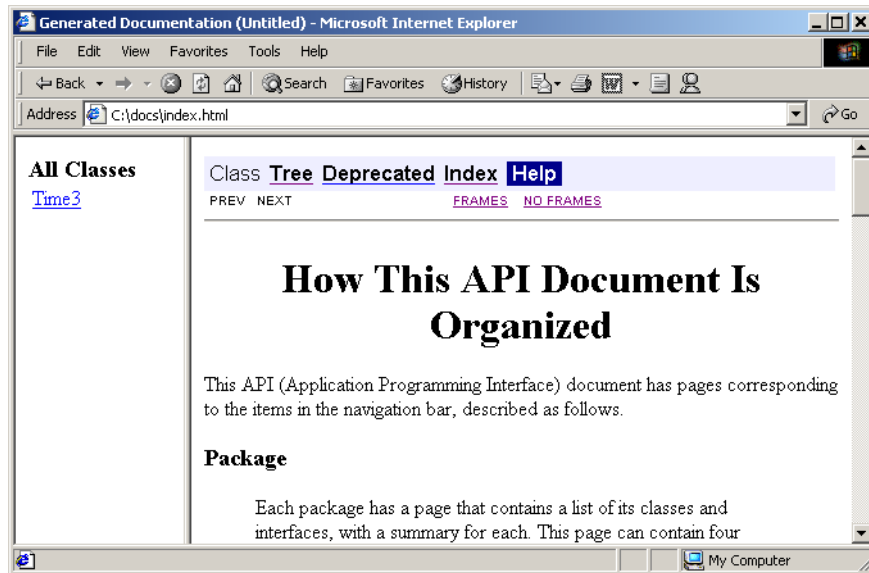 Generated Documentation (Untitled) - Microsoft Internet Explorer
File Edit View Favorites Tools Help
Back Search Favorites History
Address C:\docs\index.html Go
All Classes
Time3
Class Tree Deprecated Index Help
PREV NEXT FRAMES NO FRAMES
How This API Document Is
Organized
This API (Application Programming Interface) document has pages corresponding
to the items in the navigation bar, described as follows.
Package
Each package has a page that contains a list of its classes and
interfaces, with a summary for each. This page can contain four
My Computer